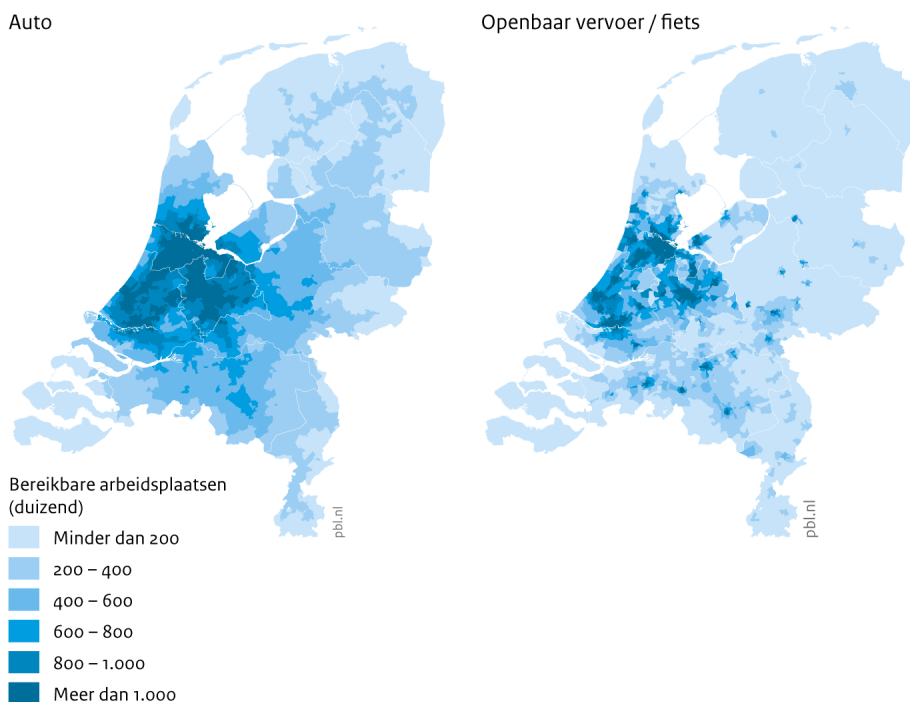 Auto
Openbaar vervoer / fiets
Bereikbare arbeidsplaatsen
(duizend)
Minder dan 200
200 – 400
400 – 600
600 – 800
800 – 1.000
Meer dan 1.000
pbl.nl
pbl.nl